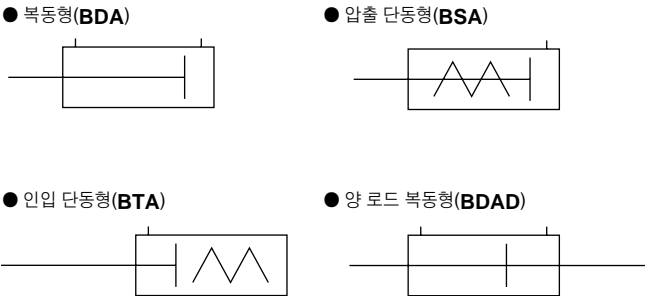 ● 복동형(BDA)
● 압출 단동형(BSA)
● 인입 단동형(BTA)
● 양 로드 복동형(BDAD)